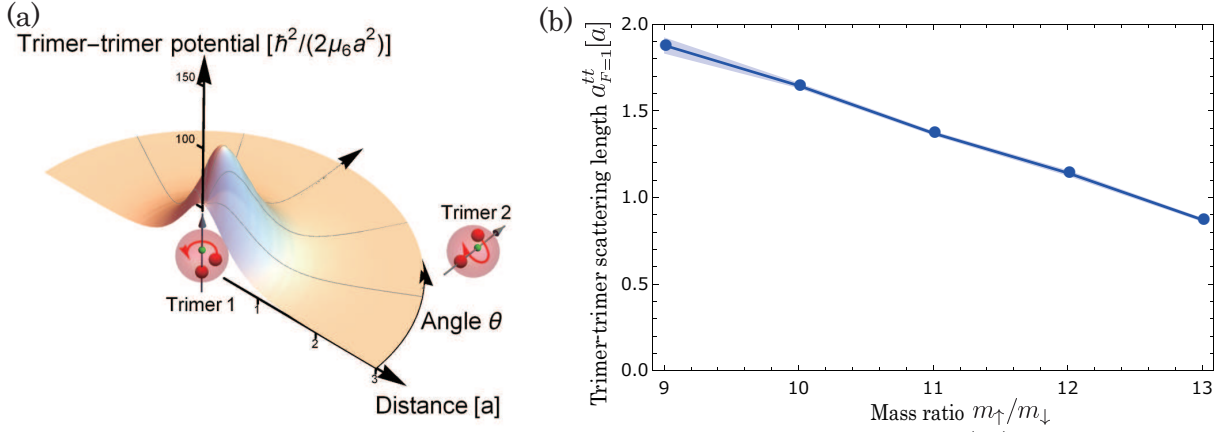 (a)
Trimer–trimer potential [ℏ²/(2μ₆a²)]
150
100
Trimer 1
Trimer 2
1
2
3
Angle θ
Distance [a]
(b)
Trimer-trimer scattering length a^{tt}_{F=1}[a]
2.0
1.5
1.0
0.5
0.0
9
10
11
12
13
Mass ratio m↑/m↓